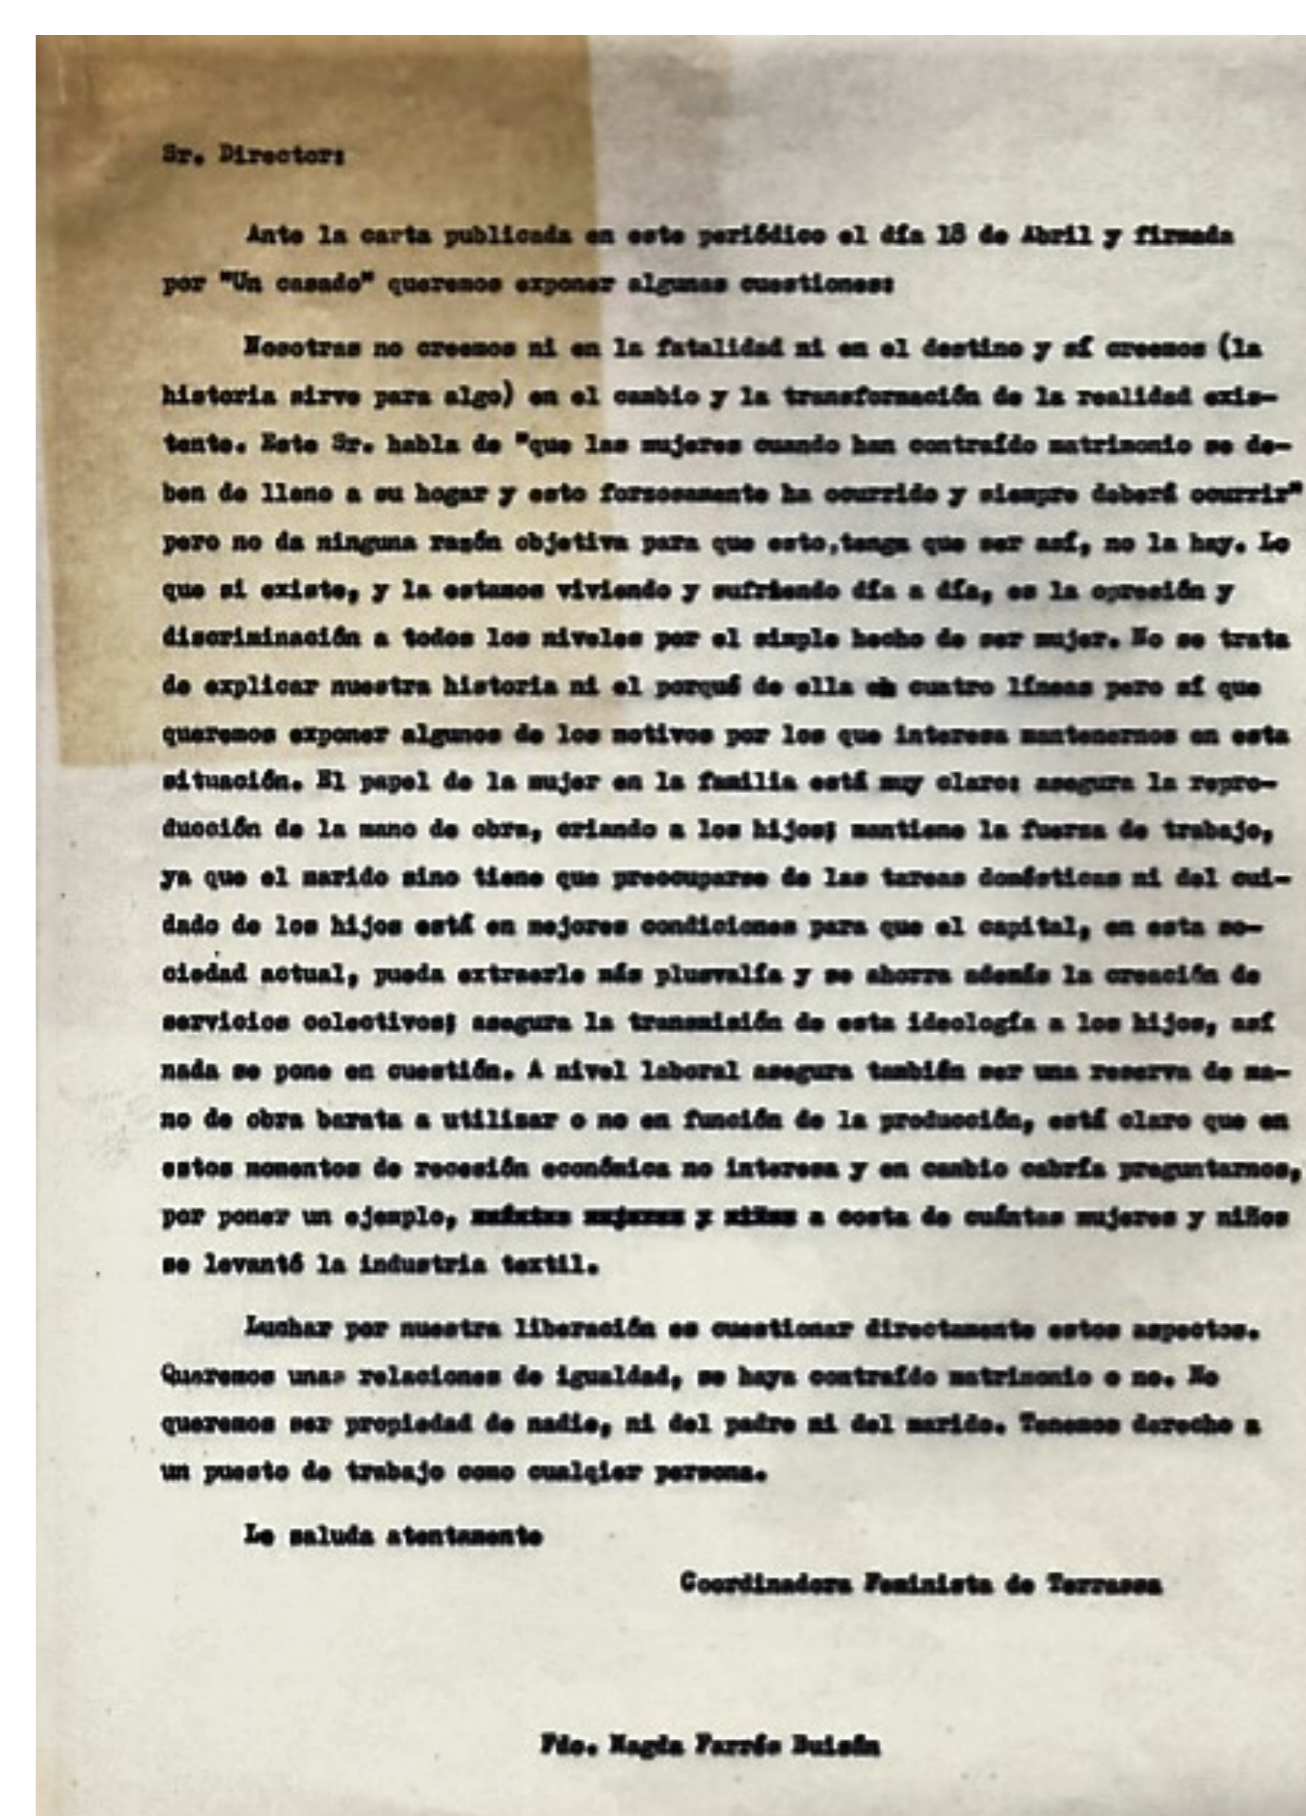 Sr. Director:
Ante la carta publicada en este periódico el día 18 de Abril y firmada
por "Un casado" queremos exponer algunas cuestiones:
Nosotras no creemos ni en la fatalidad ni en el destino y sí creemos (la
historia sirve para algo) en el cambio y la transformación de la realidad exis-
tente. Este Sr. habla de "que las mujeres cuando han contraído matrimonio se de-
ben de lleno a su hogar y esto forzosamente ha ocurrido y siempre deberá ocurrir"
pero no da ninguna razón objetiva para que esto,tenga que ser así, no la hay. Lo
que si existe, y la estamos viviendo y sufriendo día a día, es la opresión y
discriminación a todos los niveles por el simple hecho de ser mujer. No se trata
de explicar nuestra historia ni el porqué de ella en cuatro líneas pero sí que
queremos exponer algunos de los motivos por los que interesa mantenernos en esta
situación. El papel de la mujer en la familia está muy claro: asegura la repro-
ducción de la mano de obra, criando a los hijos; mantiene la fuerza de trabajo,
ya que el marido sino tiene que preocuparse de las tareas domésticas ni del cui-
dado de los hijos está en mejores condiciones para que el capital, en esta so-
ciedad actual, pueda extraerle más plusvalía y se ahorra además la creación de
servicios colectivos; asegura la transmisión de esta ideología a los hijos, así
nada se pone en cuestión. A nivel laboral asegura también ser una reserva de ma-
no de obra barata a utilizar o no en función de la producción, está claro que en
estos momentos de recesión económica no interesa y en cambio cabría preguntarnos,
por poner un ejemplo, a costa de cuántas mujeres y niños
se levantó la industria textil.
Luchar por nuestra liberación es cuestionar directamente estos aspectos.
Queremos unas relaciones de igualdad, se haya contraído matrimonio o no. No
queremos ser propiedad de nadie, ni del padre ni del marido. Tenemos derecho a
un puesto de trabajo como cualqier persona.
Le saluda atentamente
Coordinadora Feminista de Terrassa
Fdo. Magda Farrés Buisán